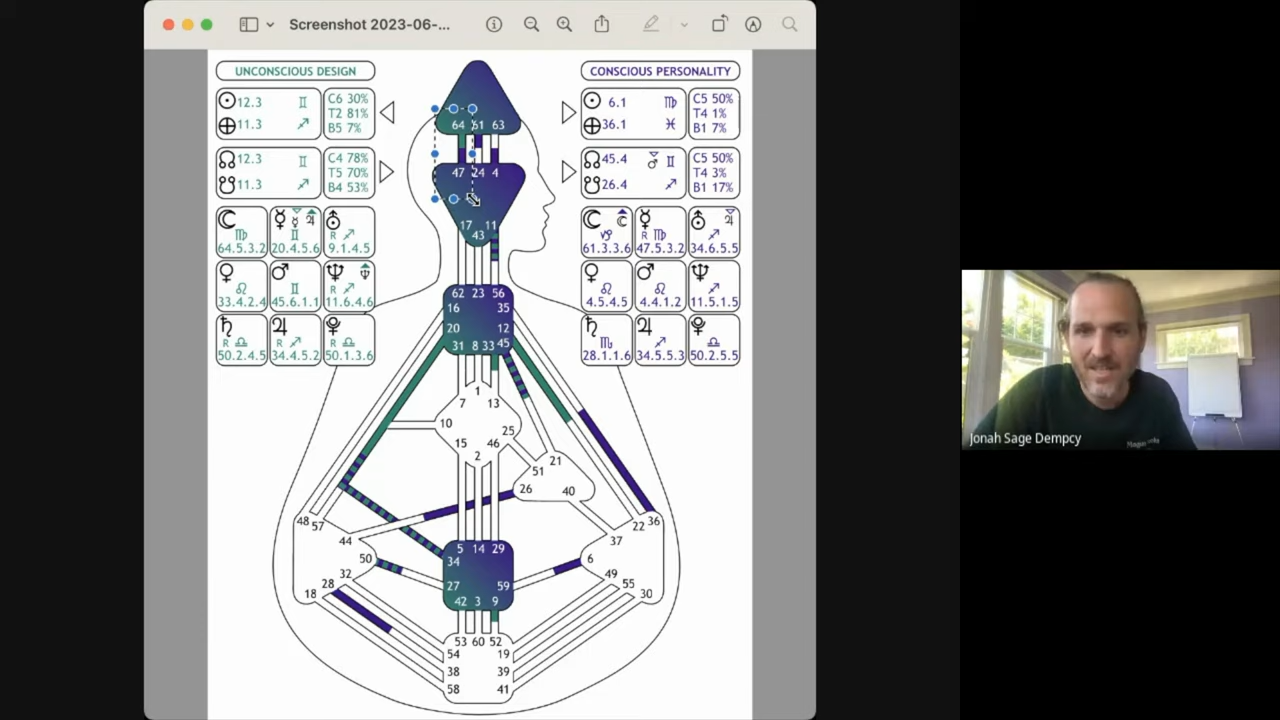 Screenshot 2023-06-...
UNCONSCIOUS DESIGN
CONSCIOUS PERSONALITY
12.3
11.3
C6 30%
T2 81%
B5 7%
12.3
11.3
C4 78%
T5 70%
B4 53%
64.5.3.2
20.4.5.6
R
9.1.4.5
33.4.2.4
45.6.1.1
R
11.6.4.6
R
50.2.4.5
R
34.4.5.2
R
50.1.3.6
6.1
36.1
C5 50%
T4 1%
B1 7%
45.4
26.4
C5 50%
T4 3%
B1 17%
61.3.3.6
R
47.5.3.2
34.6.5.5
4.5.4.5
4.4.1.2
11.5.1.5
28.1.1.6
34.5.5.3
50.2.5.5
64 61 63
47 24 4
17 11
43
62 23 56
16 35
20 12
31 8 33 45
1
7 13
10 25
15 46
2
21
51
26 40
48 57
44
50
32
28
18
22 36
37
6
49
55
30
5 14 29
34
27 59
42 3 9
53 60 52
54 19
38 39
58 41
Jonah Sage Dempcy